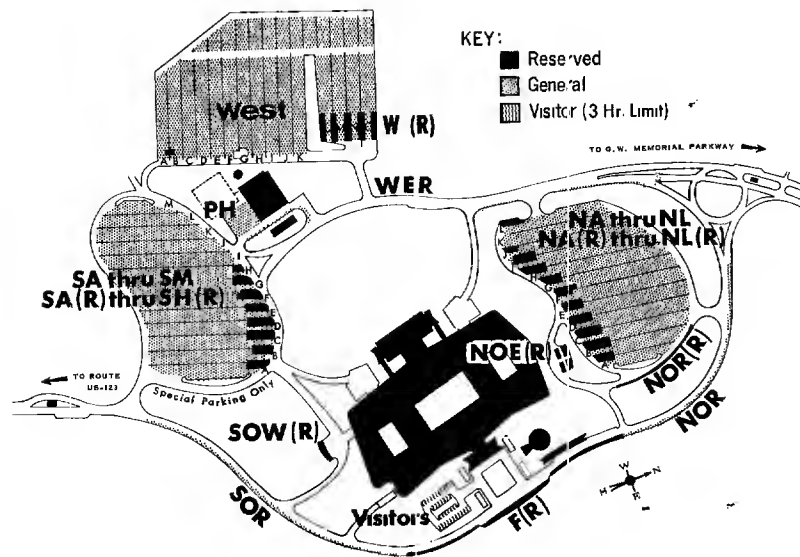 KEY:
Reserved
General
Visitor (3 Hr. Limit)
West
W (R)
TO G.W. MEMORIAL PARKWAY
A B C D E F G H I J K
WER
PH
M
L
K
J
I
H
G
F
E
D
C
B
A
NA thru NL
NA(R) thru NL(R)
SA thru SM
SA(R) thru SH(R)
NOE(R)
NOR(R)
NOR
TO ROUTE
US-123
Special Parking Only
SOW (R)
SOR
Visitors
F(R)
W
N